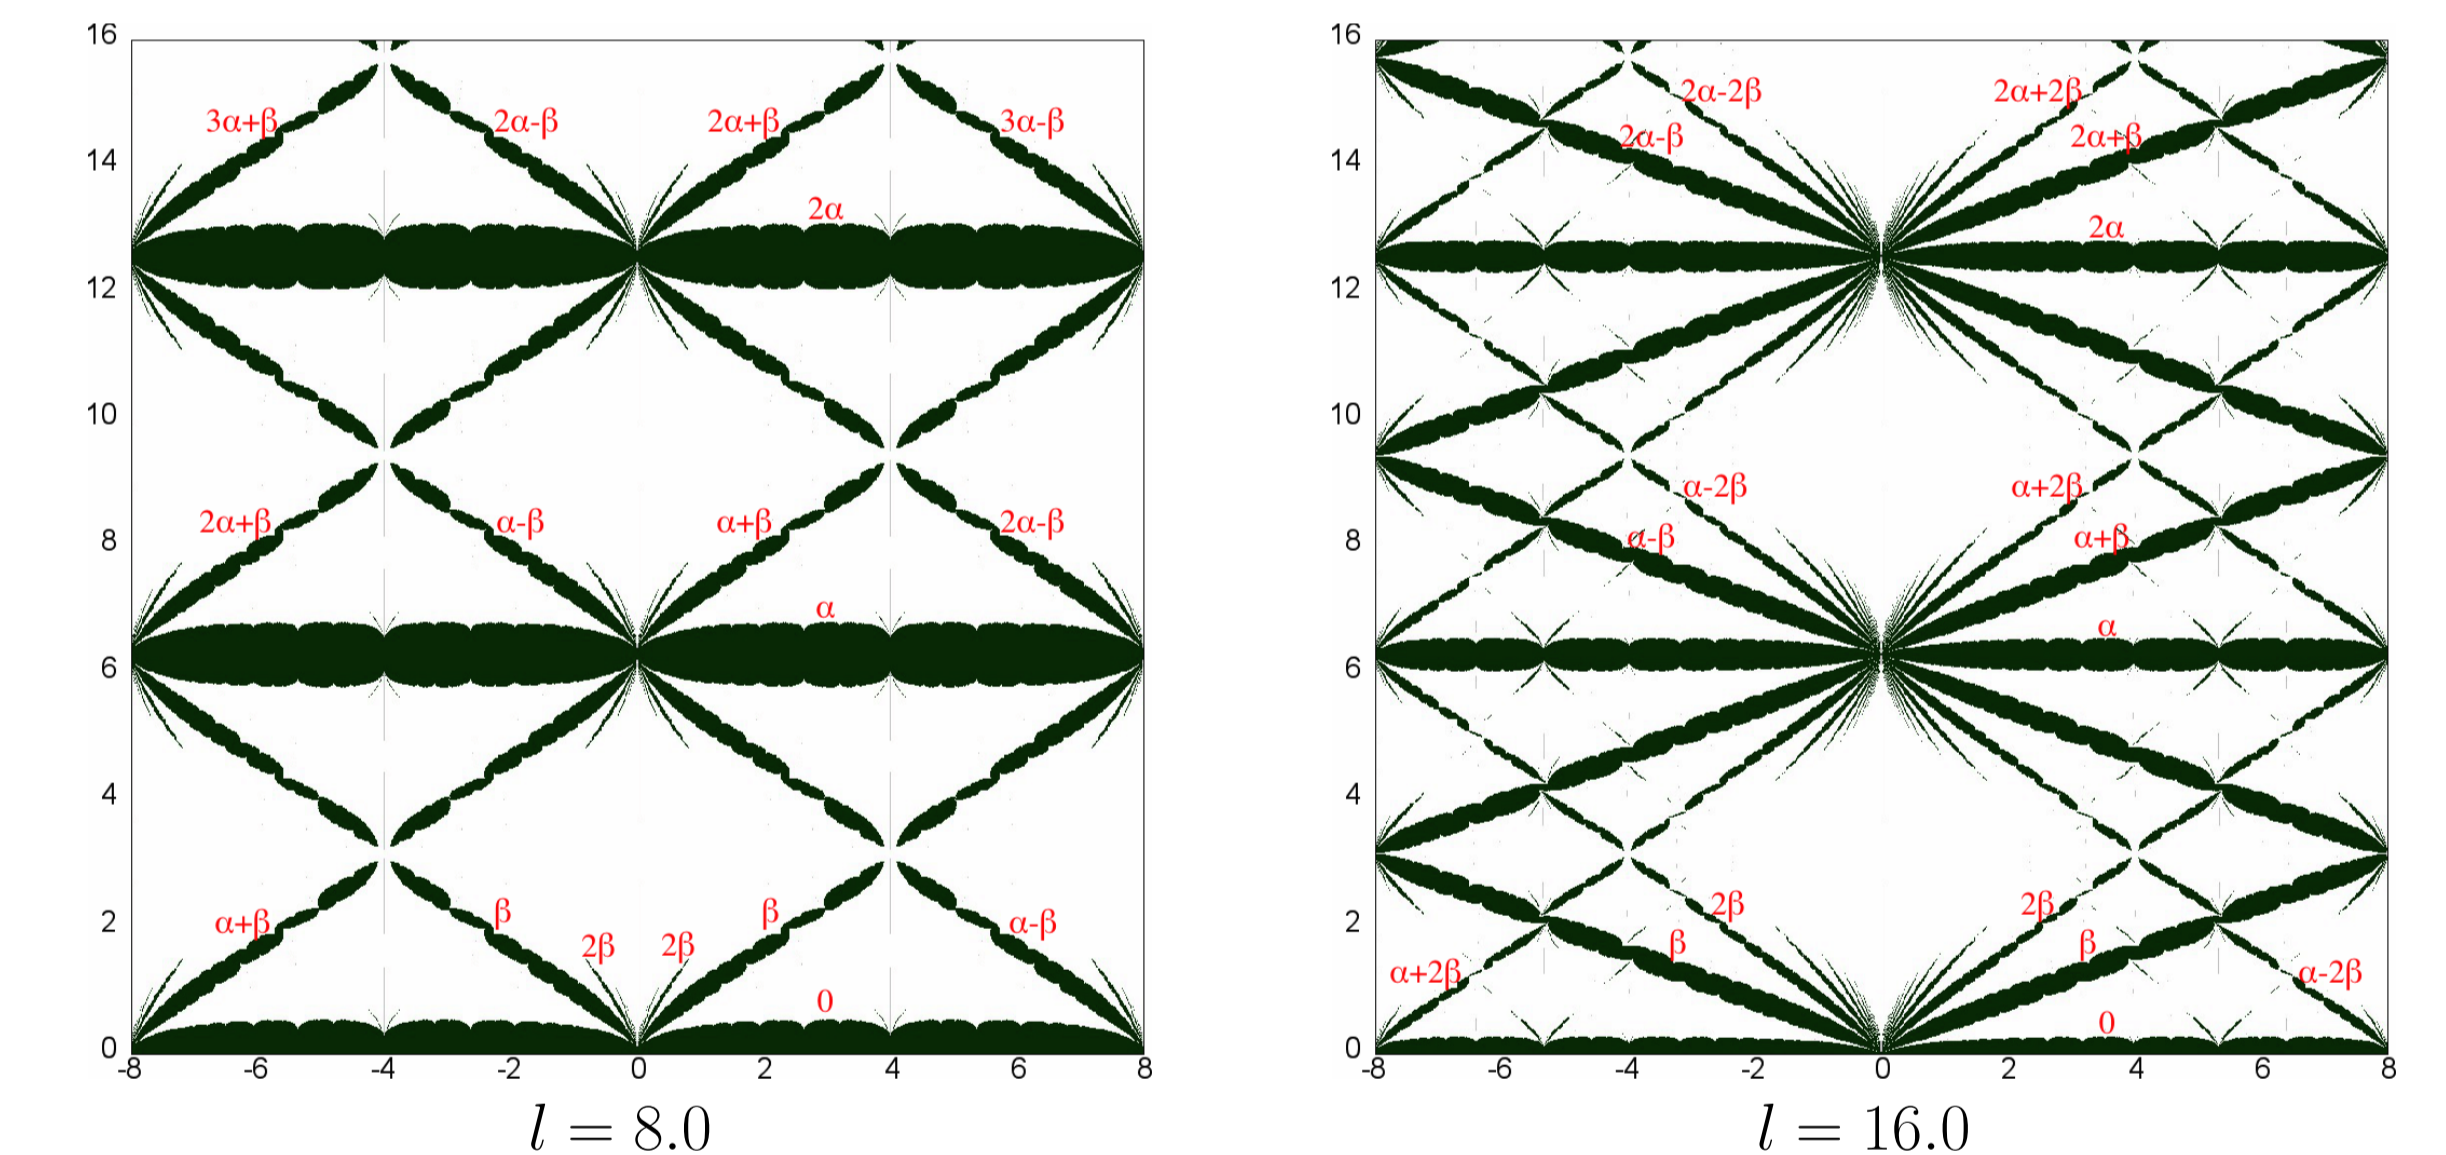 16
3α+β 2α-β 2α+β 3α-β
14
2α
12
10
2α+β α-β α+β 2α-β
8
α
6
4
α+β β β α-β
2
2β 2β
0
0
-8 -6 -4 -2 0 2 4 6 8
l = 8.0
16
2α-2β 2α+2β
2α-β 2α+β
14
2α
12
10
α-2β α+2β
8
α-β α+β
α
6
4
2β 2β
2
β β
α+2β α-2β
0
0
-8 -6 -4 -2 0 2 4 6 8
l = 16.0